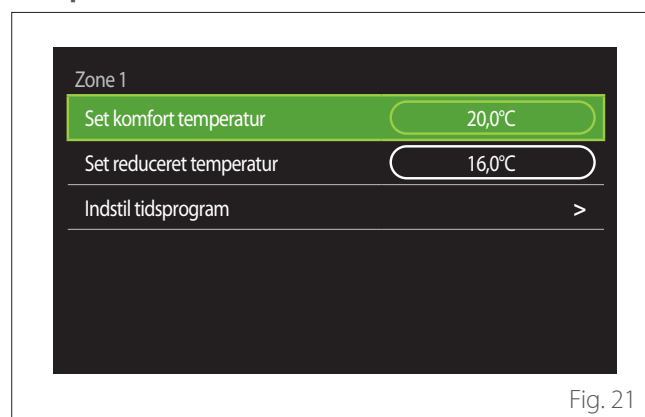 Zone 1
Set komfort temperatur 20,0°C
Set reduceret temperatur 16,0°C
Indstil tidsprogram >
Fig. 21